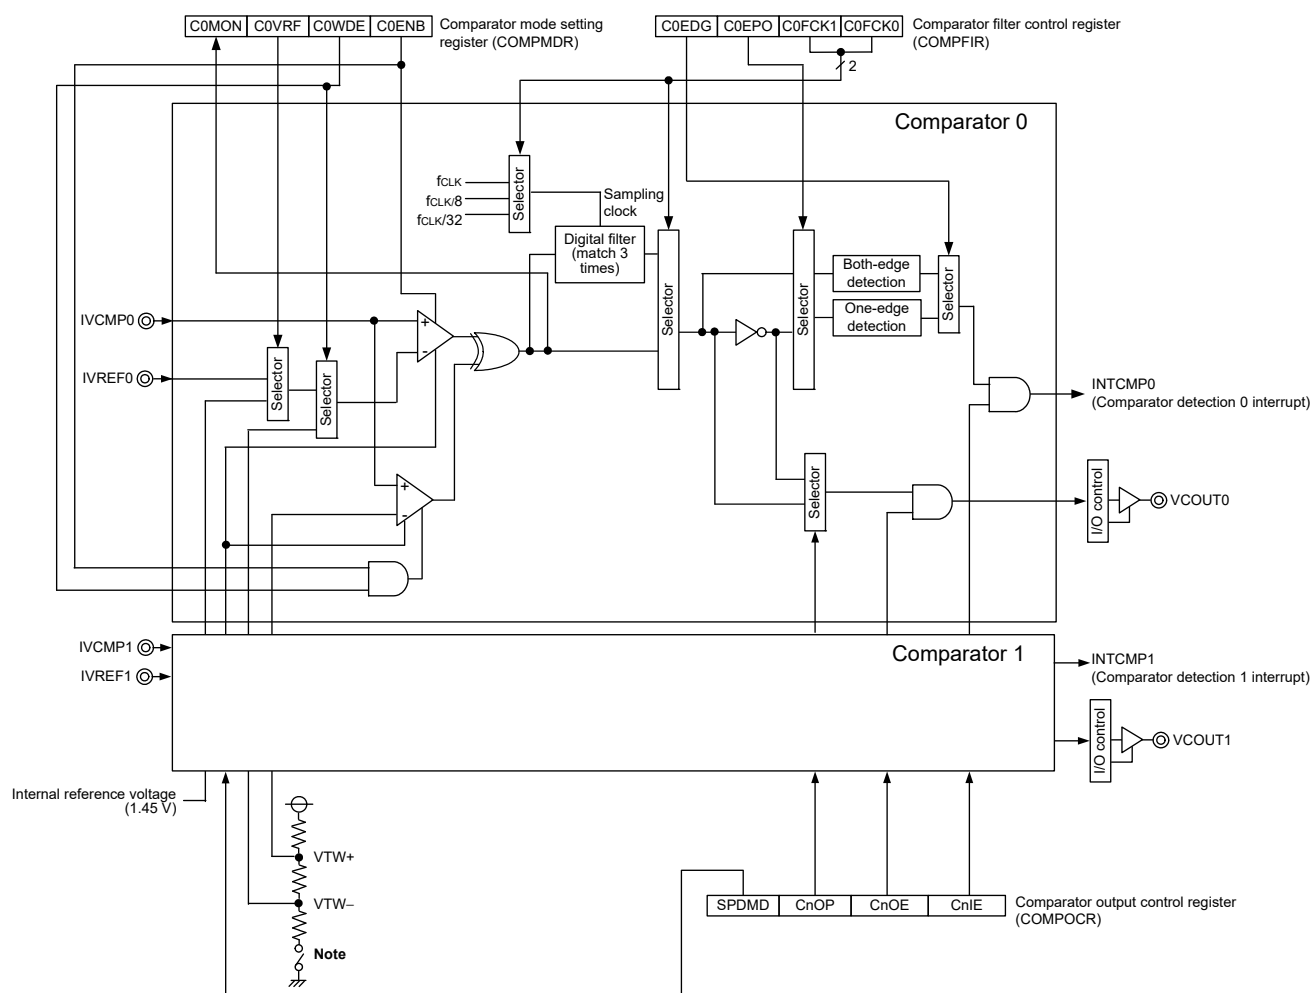 C0MON C0VRF C0WDE C0ENB
Comparator mode setting
register (COMPMDR)
C0EDG C0EPO C0FCK1 C0FCK0
Comparator filter control register
(COMPFIR)
2
Comparator 0
Selector
fCLK
fCLK/8
fCLK/32
Sampling
clock
Digital filter
(match 3
times)
Selector
Selector
Both-edge
detection
One-edge
detection
Selector
IVCMP0
+
-
IVREF0
Selector
Selector
INTCMP0
(Comparator detection 0 interrupt)
+
-
Selector
I/O control
VCOUT0
IVCMP1
IVREF1
Comparator 1
INTCMP1
(Comparator detection 1 interrupt)
I/O control
VCOUT1
Internal reference voltage
(1.45 V)
VTW+
VTW−
Note
SPDMD CnOP CnOE CnIE
Comparator output control register
(COMPOCR)